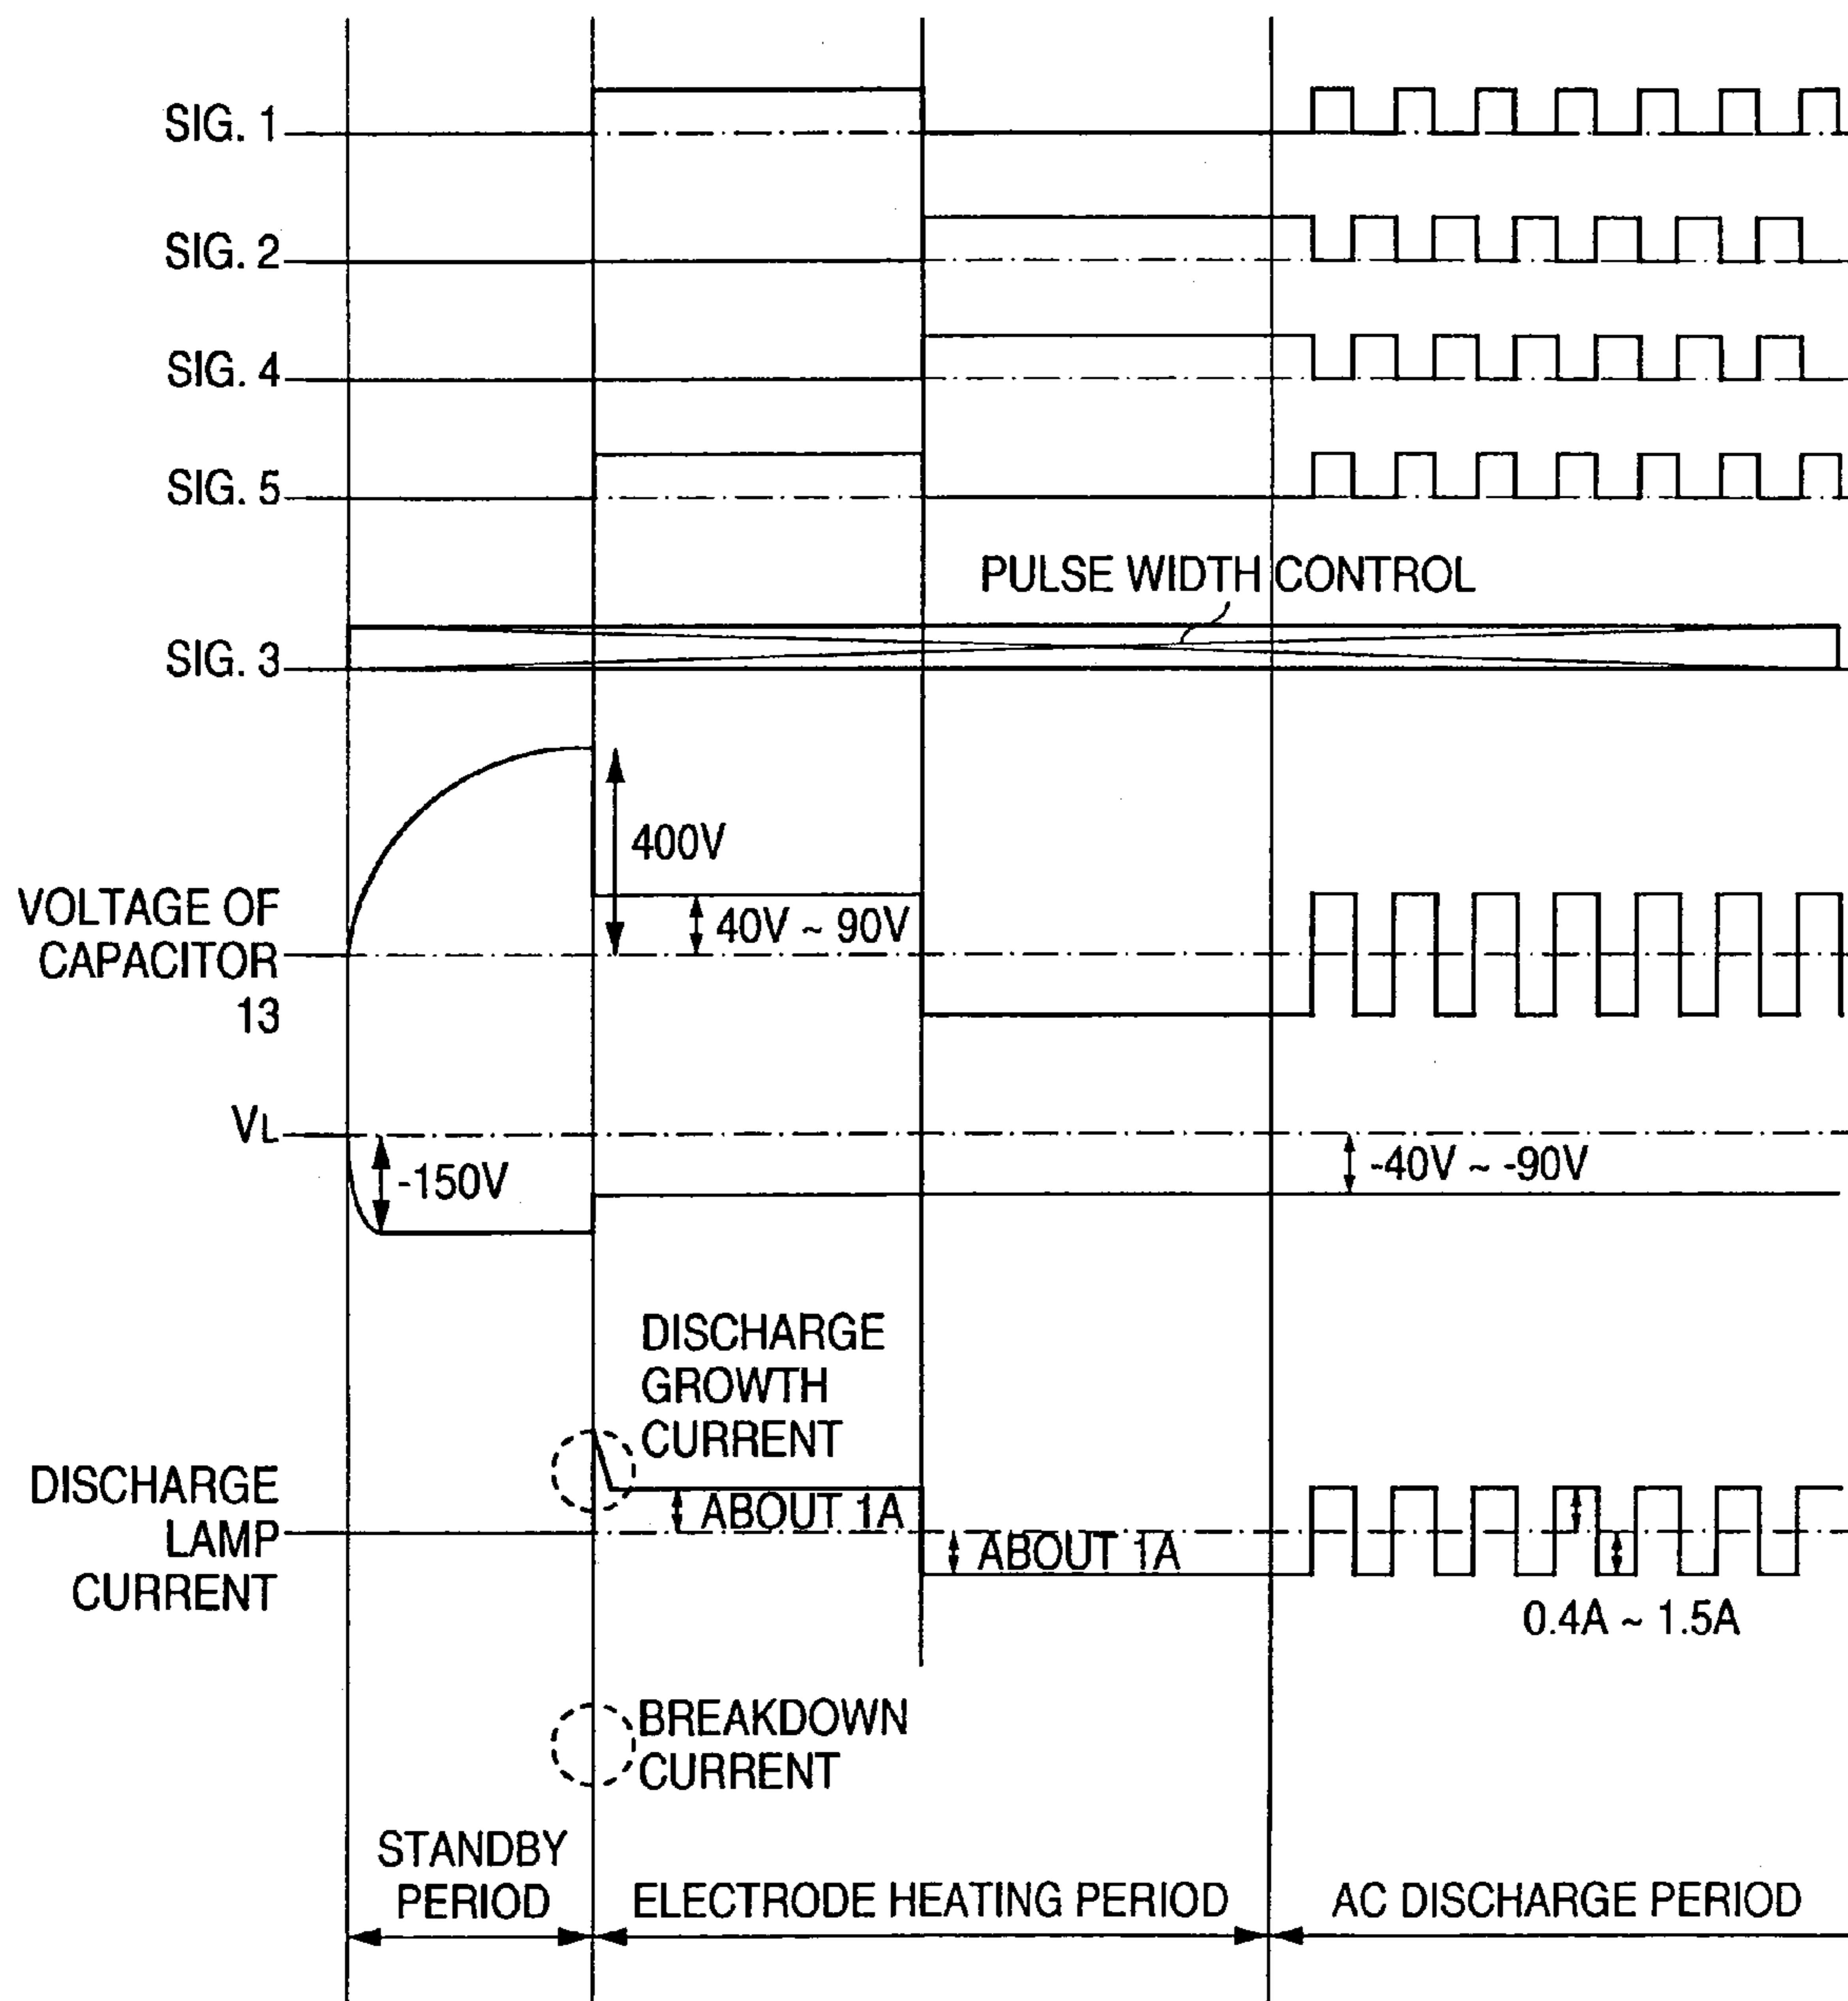 SIG. 1
SIG. 2
SIG. 4
SIG. 5
PULSE WIDTH CONTROL
SIG. 3
400V
VOLTAGE OF
CAPACITOR
13
40V ~ 90V
VL
-150V
-40V ~ -90V
DISCHARGE
GROWTH
CURRENT
DISCHARGE
LAMP
CURRENT
ABOUT 1A
ABOUT 1A
0.4A ~ 1.5A
BREAKDOWN
CURRENT
STANDBY
PERIOD
ELECTRODE HEATING PERIOD
AC DISCHARGE PERIOD